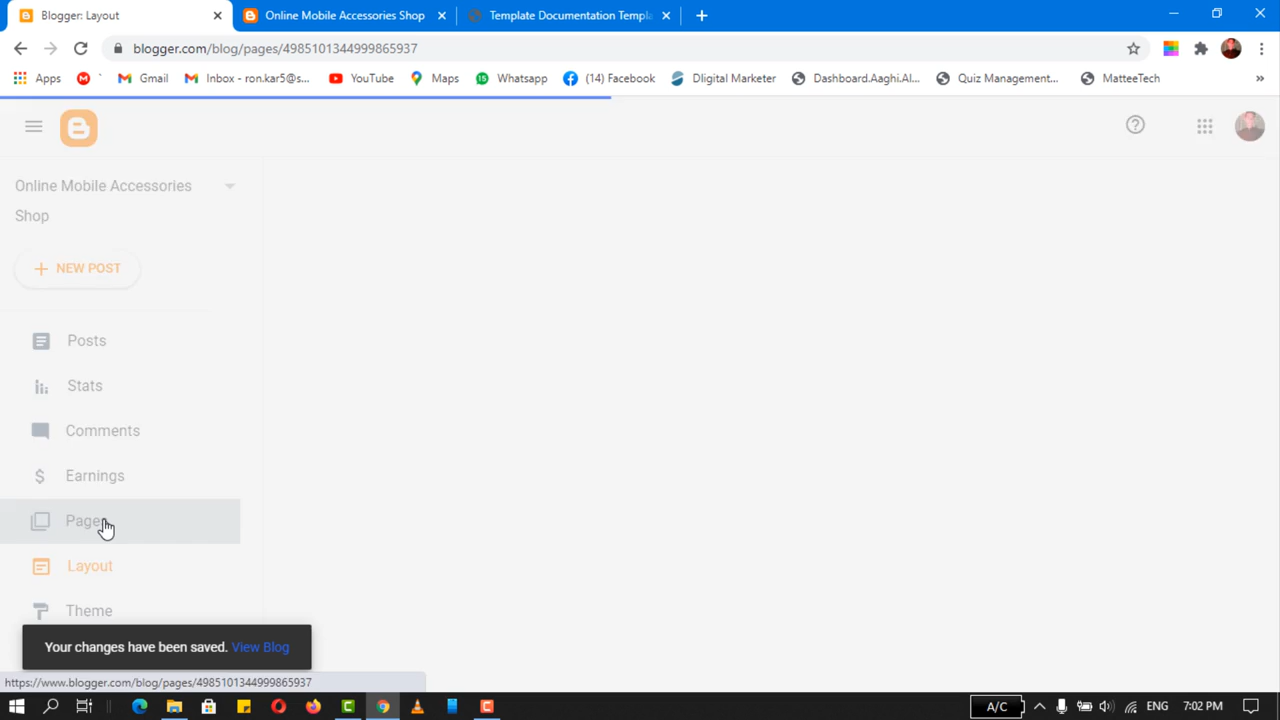 Blogger: Layout
Online Mobile Accessories Shop
Template Documentation Templa
blogger.com/blog/pages/4985101344999865937
Apps
Gmail
Inbox - ron.kar5@s...
YouTube
Maps
Whatsapp
(14) Facebook
DIigital Marketer
Dashboard.Aaghi.Al...
Quiz Management...
MatteeTech
Online Mobile Accessories
Shop
NEW POST
Posts
Stats
Comments
Earnings
Page
Layout
Theme
Your changes have been saved. View Blog
https://www.blogger.com/blog/pages/4985101344999865937
A/C
ENG
7:02 PM